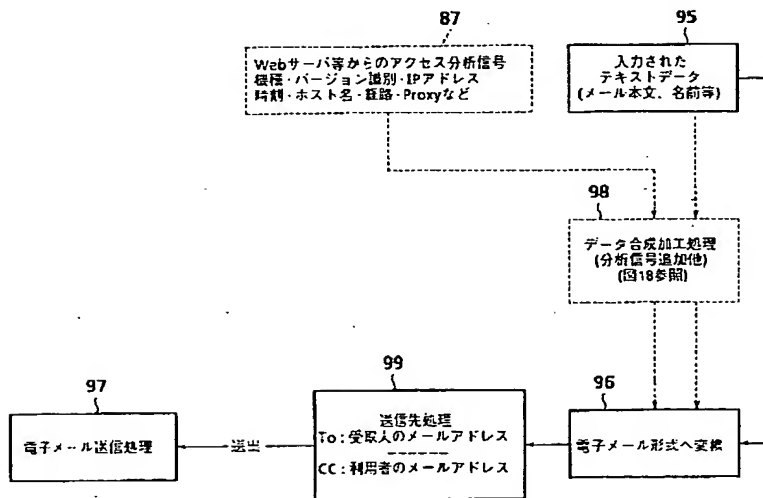 87
Webサーバ等からのアクセス分析信号
機種・バージョン識別・IPアドレス
時刻・ホスト名・経路・Proxyなど
95
入力された
テキストデータ
(メール本文、名前等)
98
データ合成加工処理
(分析信号追加他)
(図18参照)
97
電子メール送信処理
送出
99
送信先処理
To:受取人のメールアドレス
CC:利用者のメールアドレス
96
電子メール形式へ変換